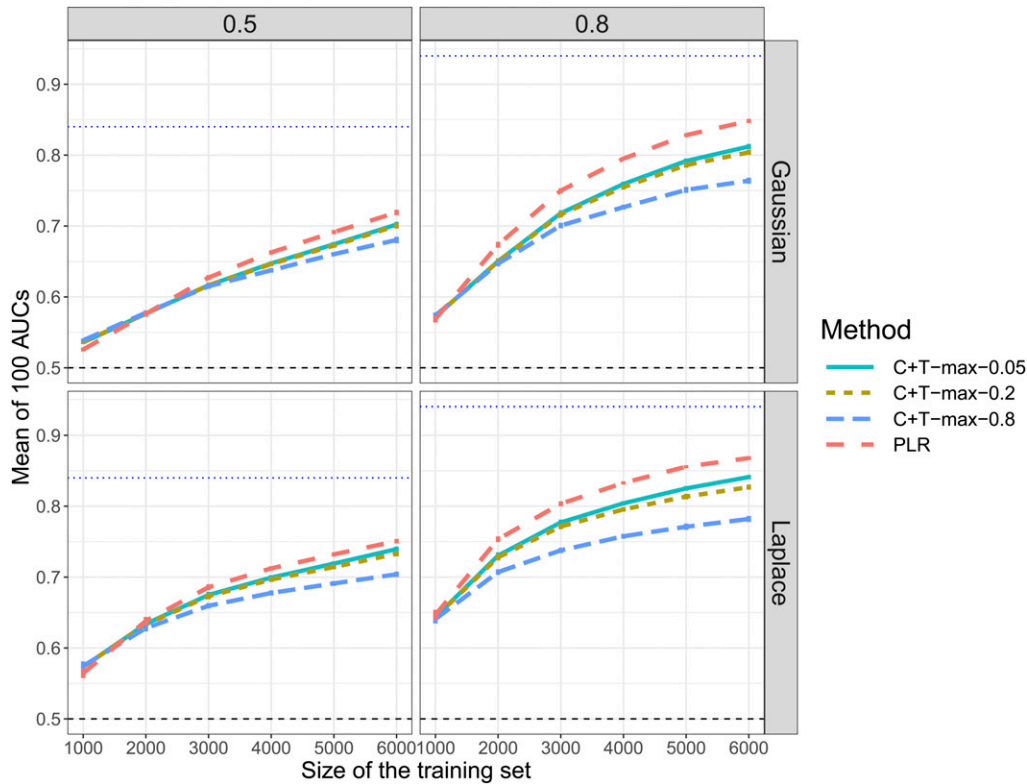 0.5 0.8
0.9
0.8
0.7
0.6
0.5
Gaussian
Mean of 100 AUCs
0.9
0.8
0.7
0.6
0.5
Laplace
1000 2000 3000 4000 5000 6000 1000 2000 3000 4000 5000 6000
Size of the training set
Method
C+T−max−0.05
C+T−max−0.2
C+T−max−0.8
PLR